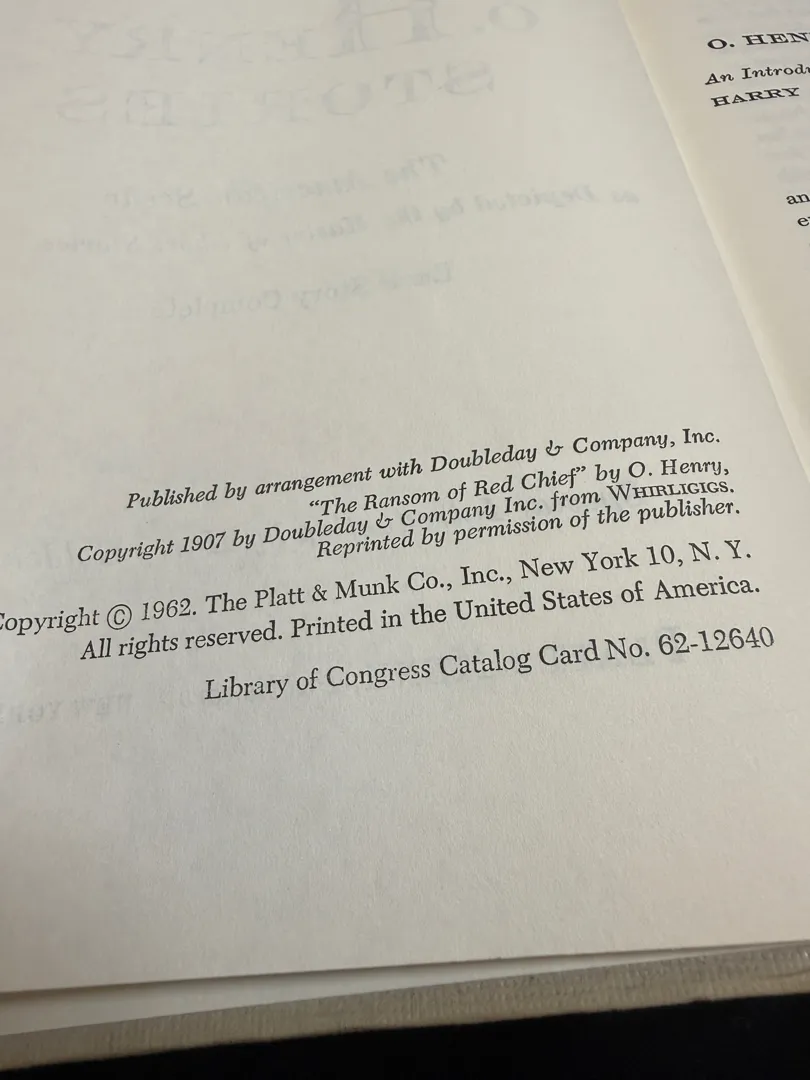 Published by arrangement with Doubleday & Company, Inc.
“The Ransom of Red Chief” by O. Henry,
Copyright 1907 by Doubleday & Company Inc. from WHIRLIGIGS.
Reprinted by permission of the publisher.
Copyright © 1962. The Platt & Munk Co., Inc., New York 10, N. Y.
All rights reserved. Printed in the United States of America.
Library of Congress Catalog Card No. 62-12640
O. HEN
An Introdu
HARRY
an
e